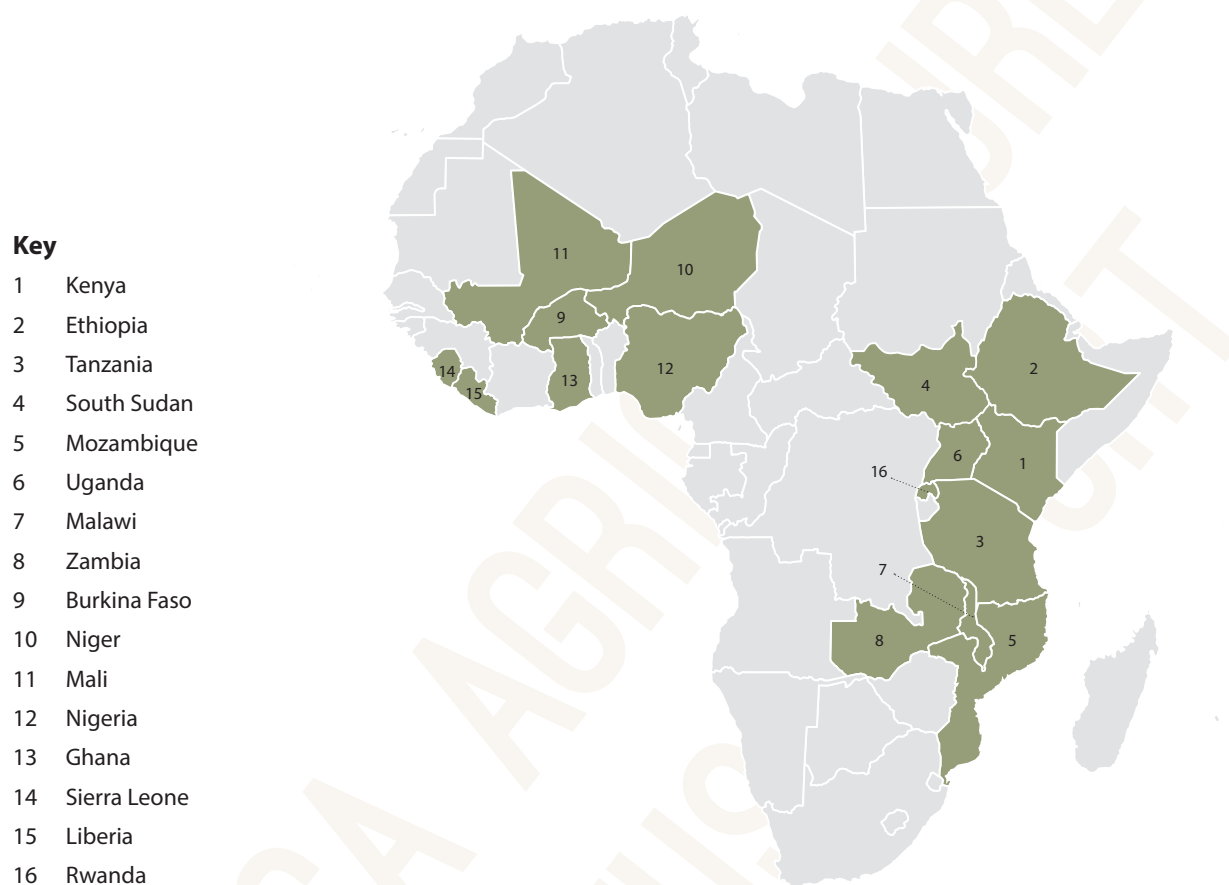 Key
1 Kenya
2 Ethiopia
3 Tanzania
4 South Sudan
5 Mozambique
6 Uganda
7 Malawi
8 Zambia
9 Burkina Faso
10 Niger
11 Mali
12 Nigeria
13 Ghana
14 Sierra Leone
15 Liberia
16 Rwanda
11
10
9
12
14
13
15
2
4
6
1
16
3
7
5
8